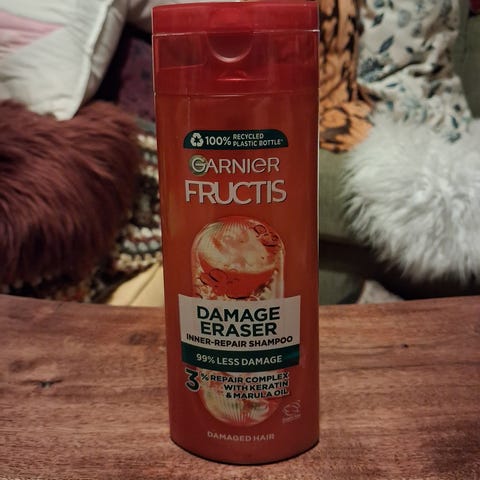 100% RECYCLED
PLASTIC BOTTLE*
GARNIER
FRUCTIS
DAMAGE
ERASER
INNER-REPAIR SHAMPOO
99% LESS DAMAGE
3% REPAIR COMPLEX
WITH KERATIN
& MARULA OIL
DAMAGED HAIR